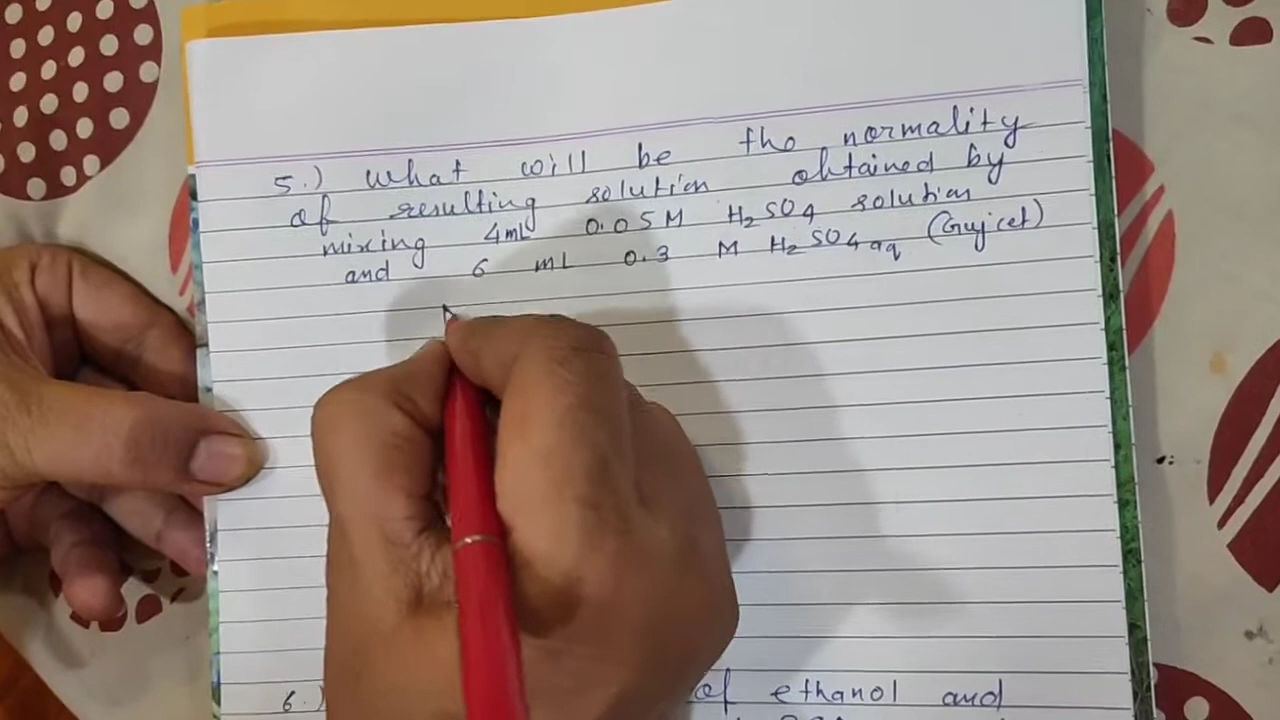 5.) What will be the normality
of resulting solution obtained by
mixing 4mL 0.05M H₂SO₄ solution
and 6 mL 0.3 M H₂SO₄ aq (Gujcet)
6.) of ethanol and